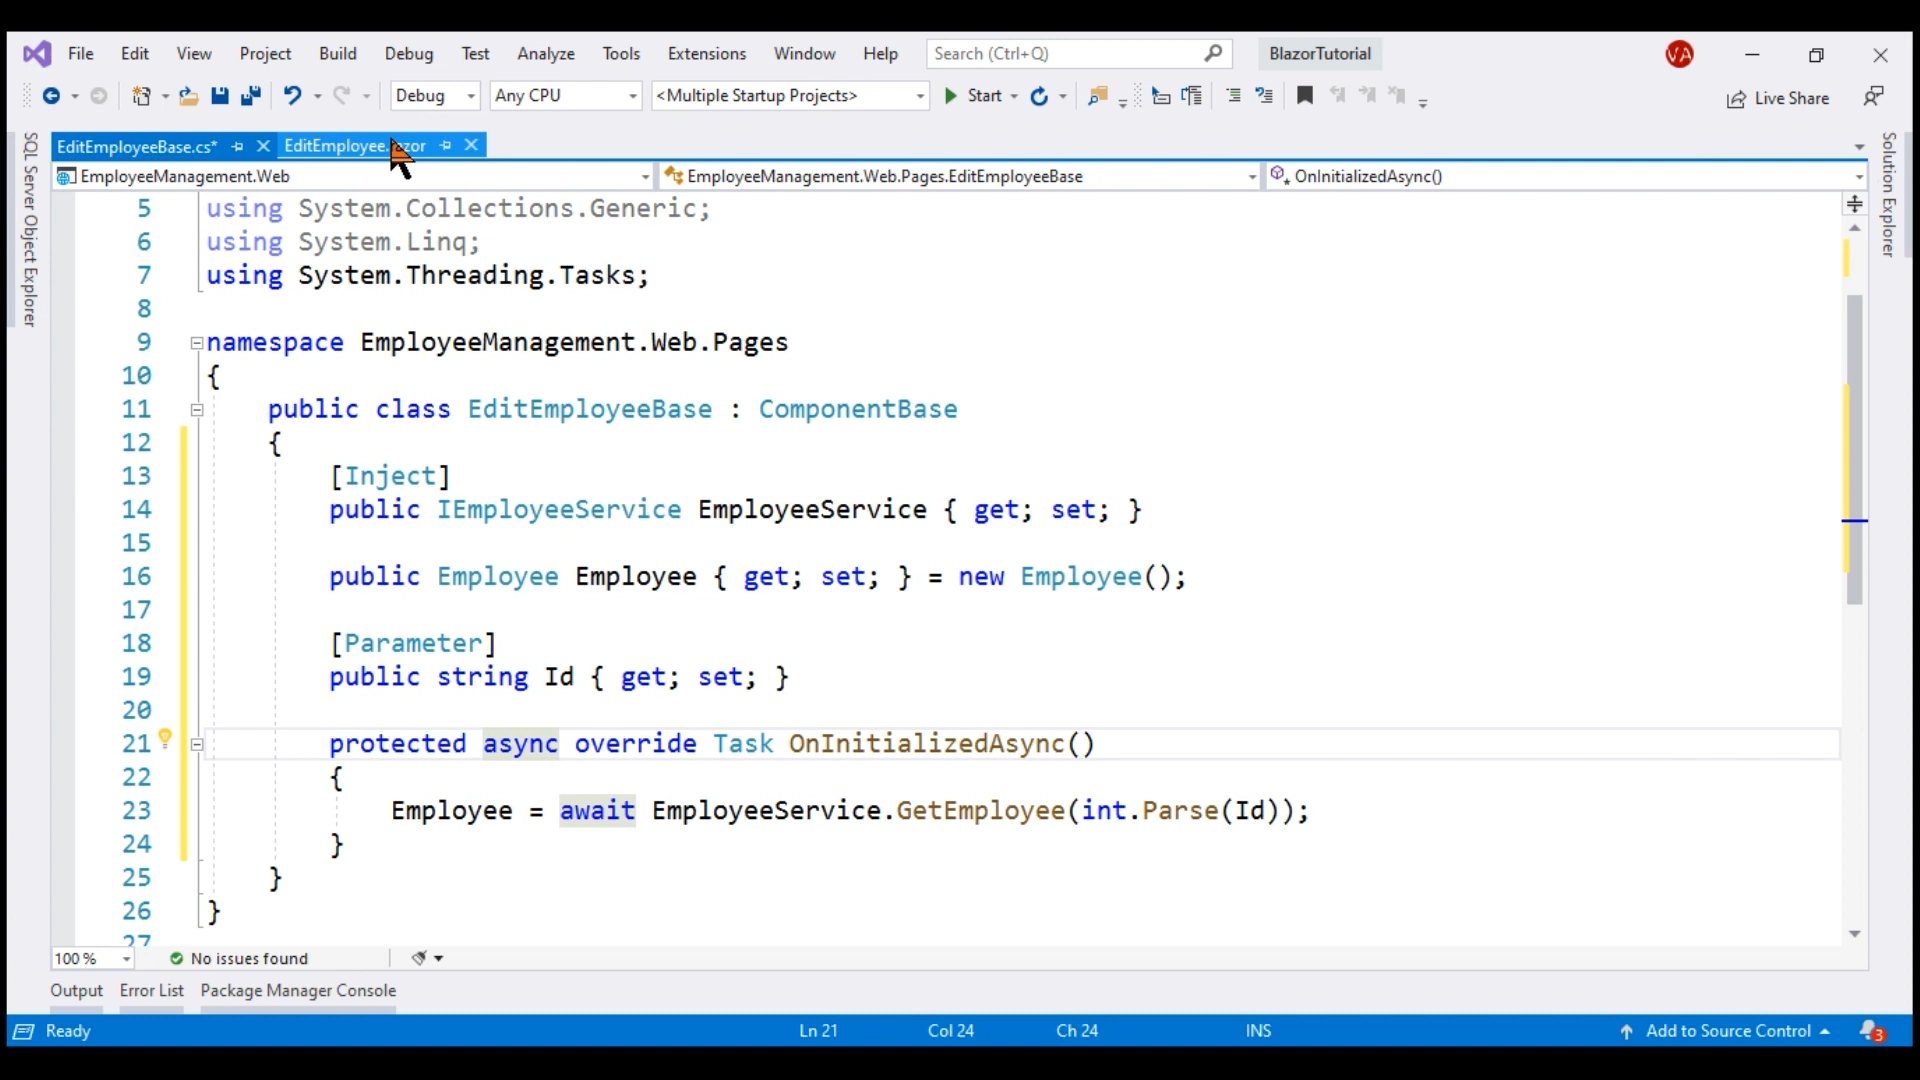 File Edit View Project Build Debug Test Analyze Tools Extensions Window Help Search (Ctrl+Q) BlazorTutorial VA
Debug Any CPU <Multiple Startup Projects> Start Live Share
SQL Server Object Explorer
Solution Explorer
EditEmployeeBase.cs* EditEmployee.razor
EmployeeManagement.Web EmployeeManagement.Web.Pages.EditEmployeeBase OnInitializedAsync()
5 using System.Collections.Generic;
6 using System.Linq;
7 using System.Threading.Tasks;
8
9 namespace EmployeeManagement.Web.Pages
10 {
11 public class EditEmployeeBase : ComponentBase
12 {
13 [Inject]
14 public IEmployeeService EmployeeService { get; set; }
15
16 public Employee Employee { get; set; } = new Employee();
17
18 [Parameter]
19 public string Id { get; set; }
20
21 protected async override Task OnInitializedAsync()
22 {
23 Employee = await EmployeeService.GetEmployee(int.Parse(Id));
24 }
25 }
26 }
27
100 % No issues found
Output Error List Package Manager Console
Ready Ln 21 Col 24 Ch 24 INS Add to Source Control 3